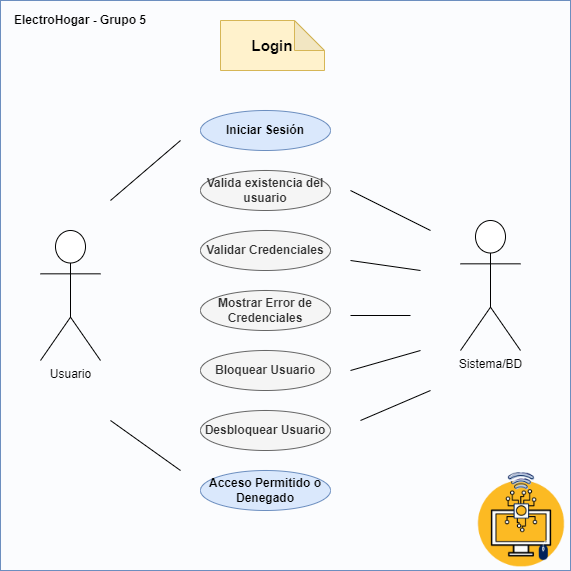 ElectroHogar - Grupo 5
Login
Iniciar Sesión
Valida existencia del
usuario
Validar Credenciales
Mostrar Error de
Credenciales
Bloquear Usuario
Desbloquear Usuario
Acceso Permitido o
Denegado
Usuario
Sistema/BD